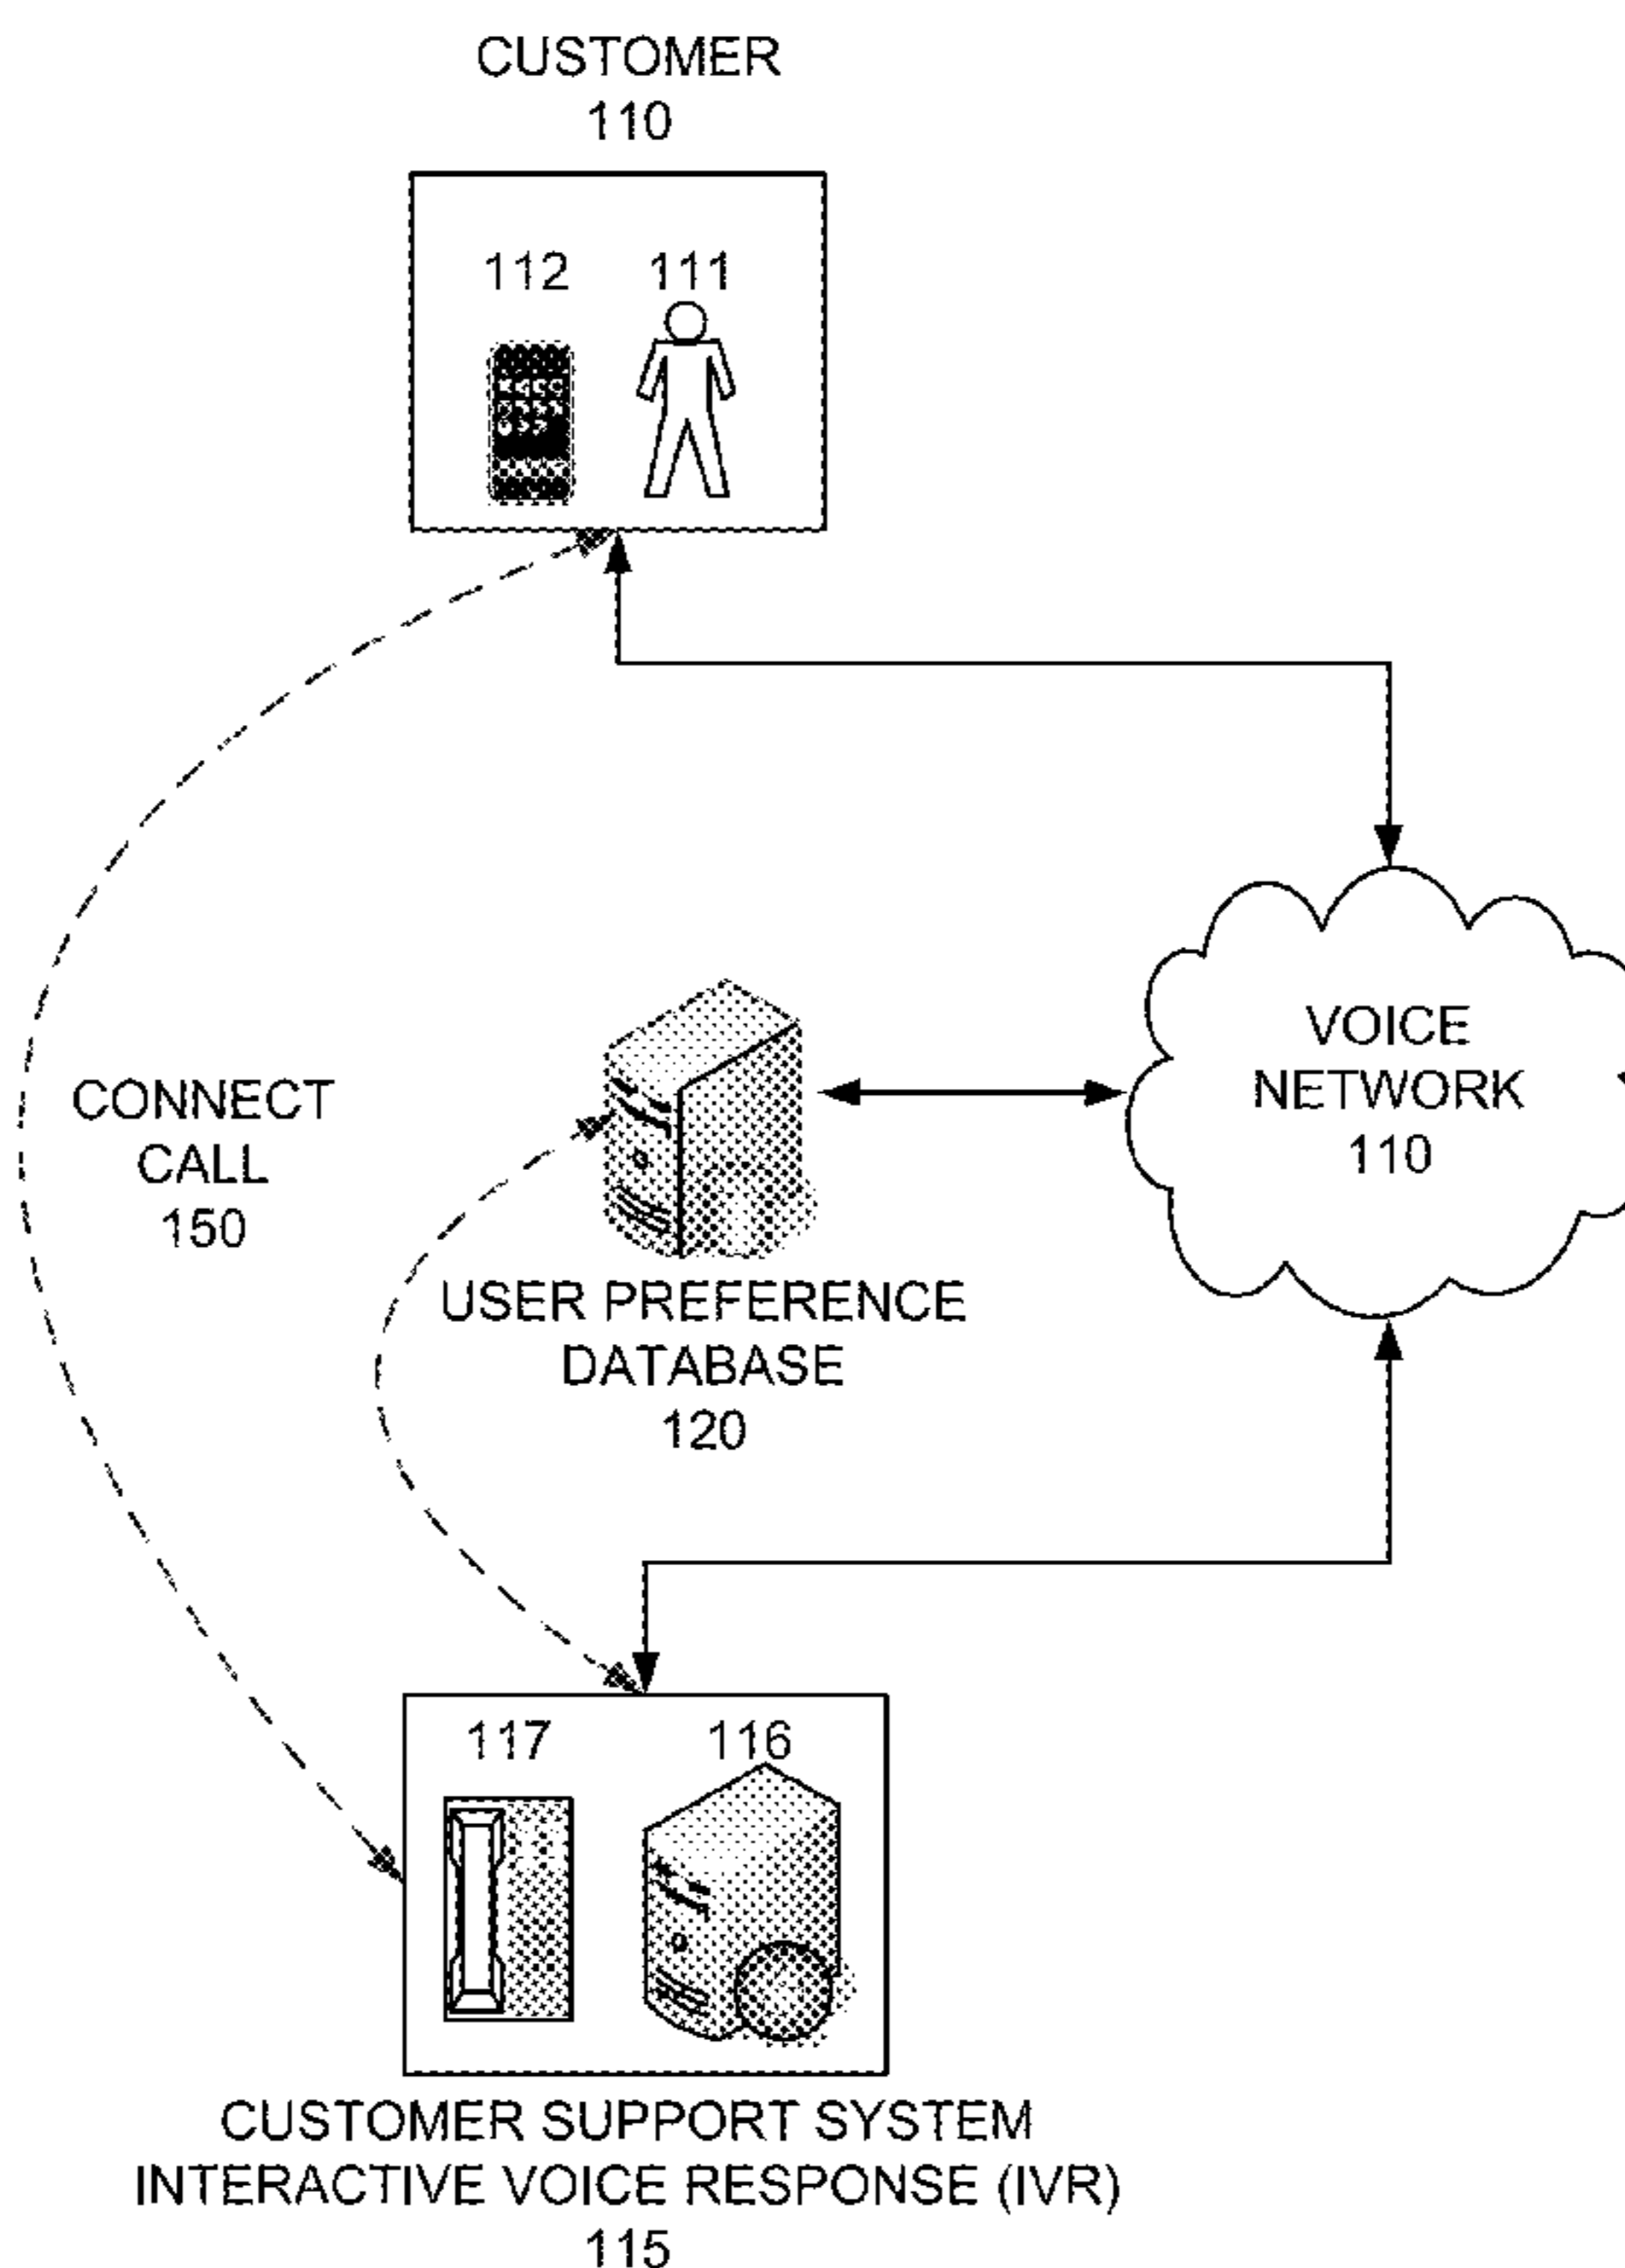 CUSTOMER
110
112
111
VOICE
NETWORK
110
CONNECT
CALL
150
USER PREFERENCE
DATABASE
120
117
116
CUSTOMER SUPPORT SYSTEM
INTERACTIVE VOICE RESPONSE (IVR)
115